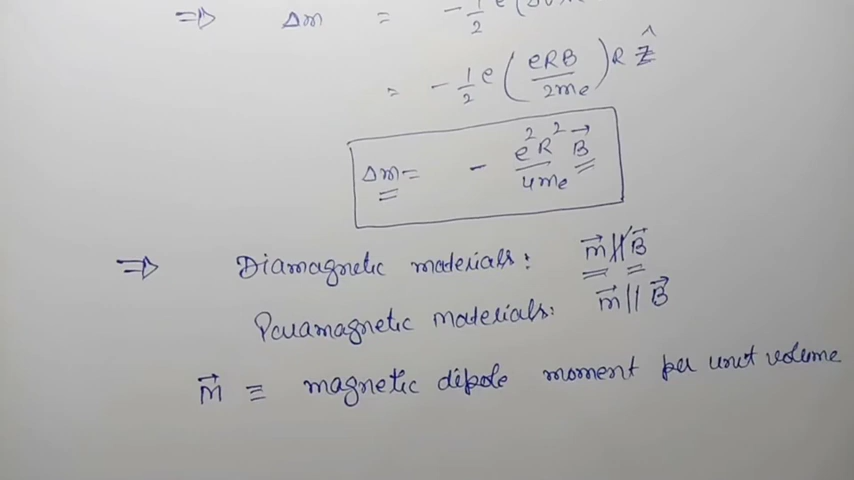 ⇒ Δm = -1/2 e (Δv
= -1/2 e (eRB/2mₑ) R ẑ
Δm = - e²R²/4mₑ B⃗
⇒ Diamagnetic materials: m⃗ ∦ B⃗
Paramagnetic materials: m⃗ || B⃗
M⃗ ≡ magnetic dipole moment per unit volume